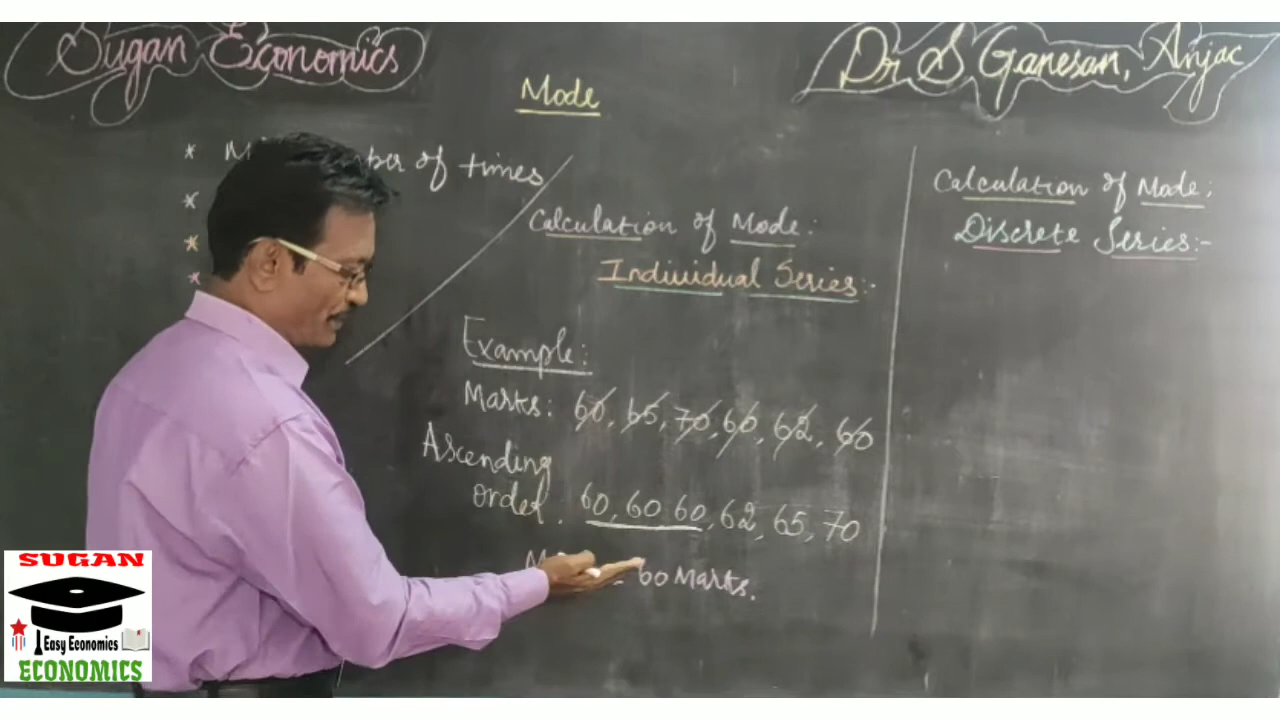 Sugan Economics
Dr S Ganesan, Anjac
Mode
* of times
*
*
*
Calculation of Mode:
Individual Series:-
Example:
Marks: 60, 65, 70, 60, 62, 60
Ascending
order: 60, 60 60, 62, 65, 70
60 Marks.
Calculation of Mode:
Discrete Series:-
SUGAN
Easy Economics
ECONOMICS